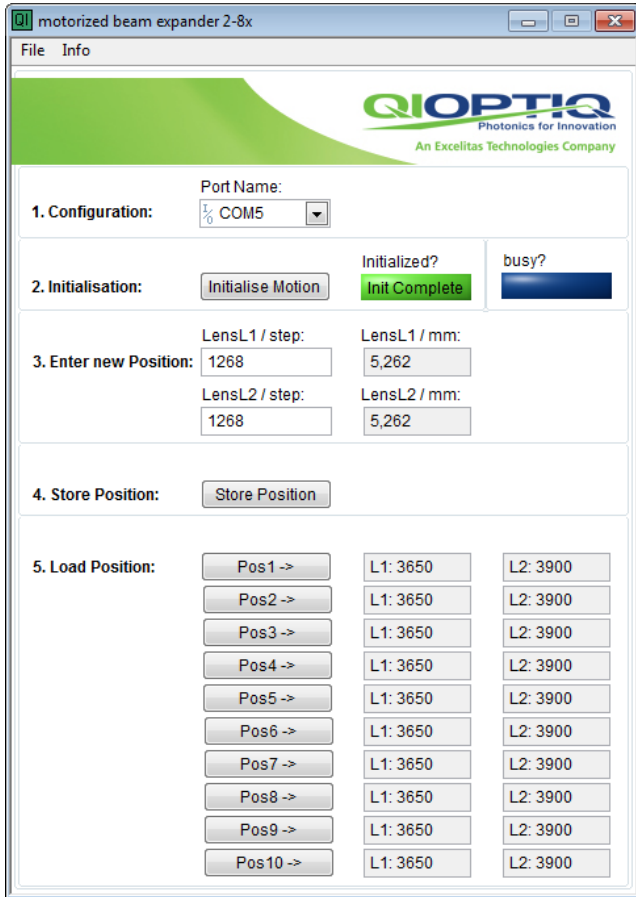 QI motorized beam expander 2-8x
File Info
QIOPTIQ
Photonics for Innovation
An Excelitas Technologies Company
Port Name:
1. Configuration: I/O COM5
Initialized? busy?
2. Initialisation: Initialise Motion Init Complete
LensL1 / step: LensL1 / mm:
3. Enter new Position: 1268 5,262
LensL2 / step: LensL2 / mm:
1268 5,262
4. Store Position: Store Position
5. Load Position: Pos1 -> L1: 3650 L2: 3900
Pos2 -> L1: 3650 L2: 3900
Pos3 -> L1: 3650 L2: 3900
Pos4 -> L1: 3650 L2: 3900
Pos5 -> L1: 3650 L2: 3900
Pos6 -> L1: 3650 L2: 3900
Pos7 -> L1: 3650 L2: 3900
Pos8 -> L1: 3650 L2: 3900
Pos9 -> L1: 3650 L2: 3900
Pos10 -> L1: 3650 L2: 3900